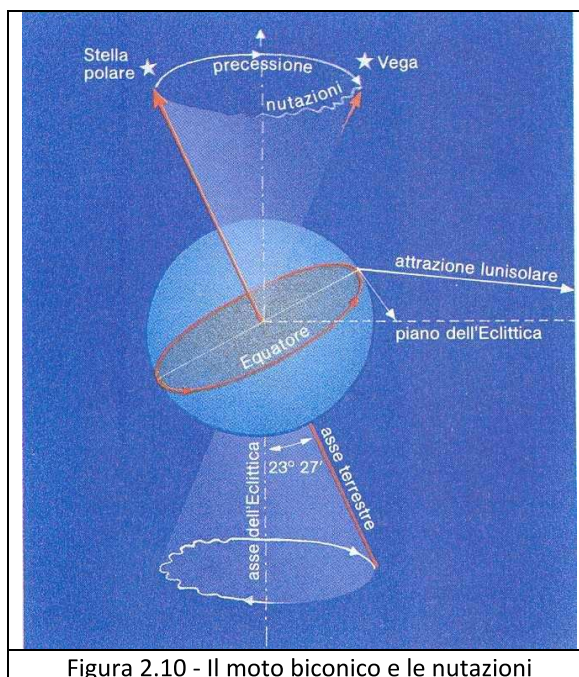 Stella
polare
precessione
Vega
nutazioni
attrazione lunisolare
piano dell'Eclittica
Equatore
23° 27'
asse terrestre
asse dell'Eclittica
Figura 2.10 - Il moto biconico e le nutazioni